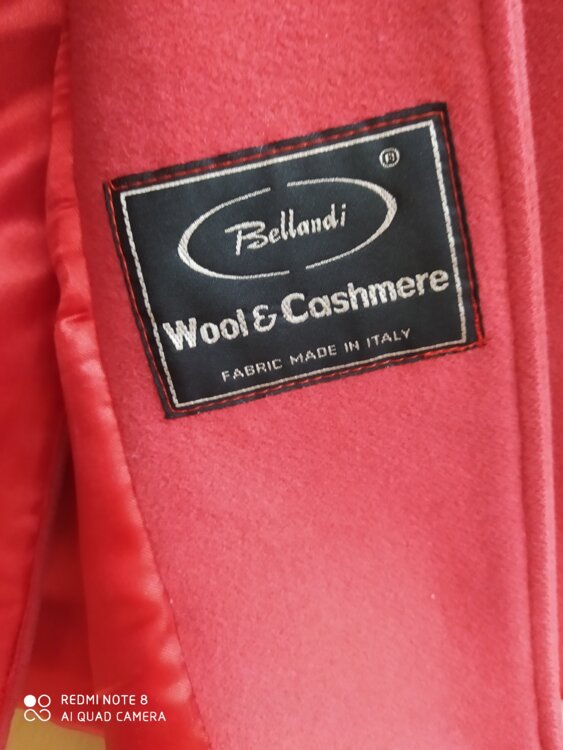 ®
Bellandi
Wool & Cashmere
FABRIC MADE IN ITALY
REDMI NOTE 8
AI QUAD CAMERA